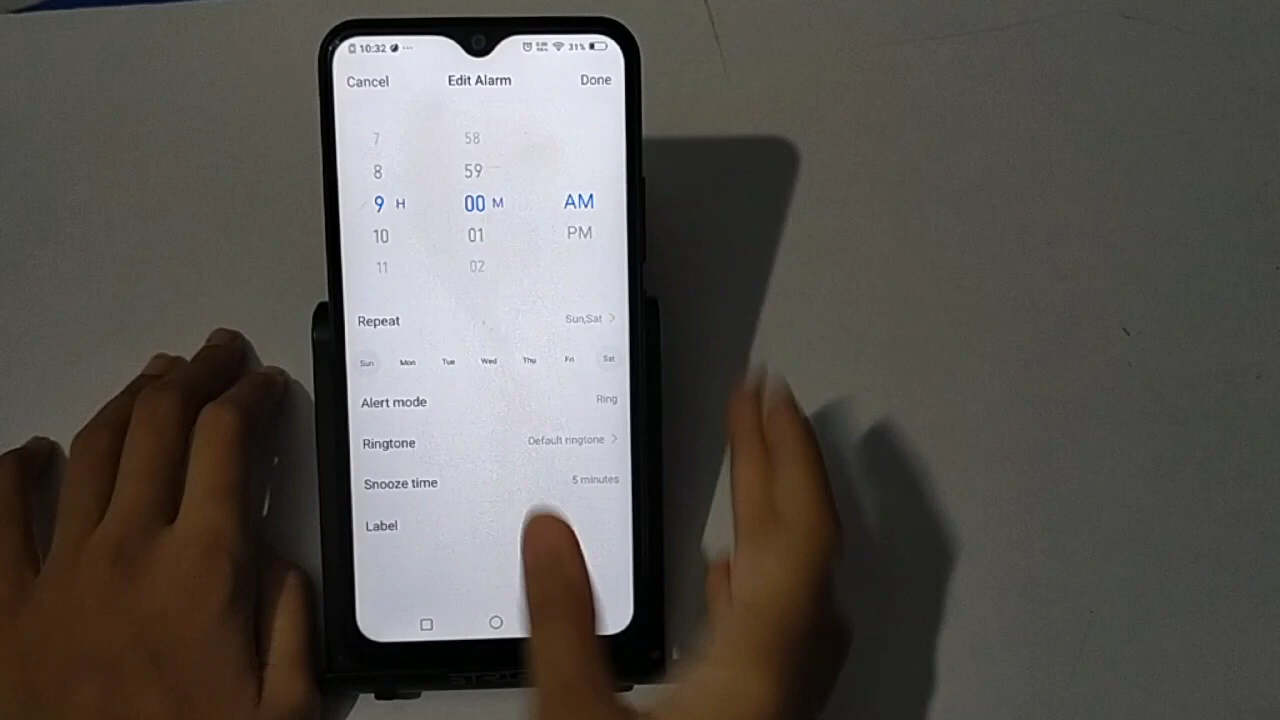 10:32 ... 31%
Cancel Edit Alarm Done
7 58
8 59
9 H 00 M AM
10 01 PM
11 02
Repeat Sun,Sat >
Sun Mon Tue Wed Thu Fri Sat
Alert mode Ring
Ringtone Default ringtone >
Snooze time 5 minutes
Label